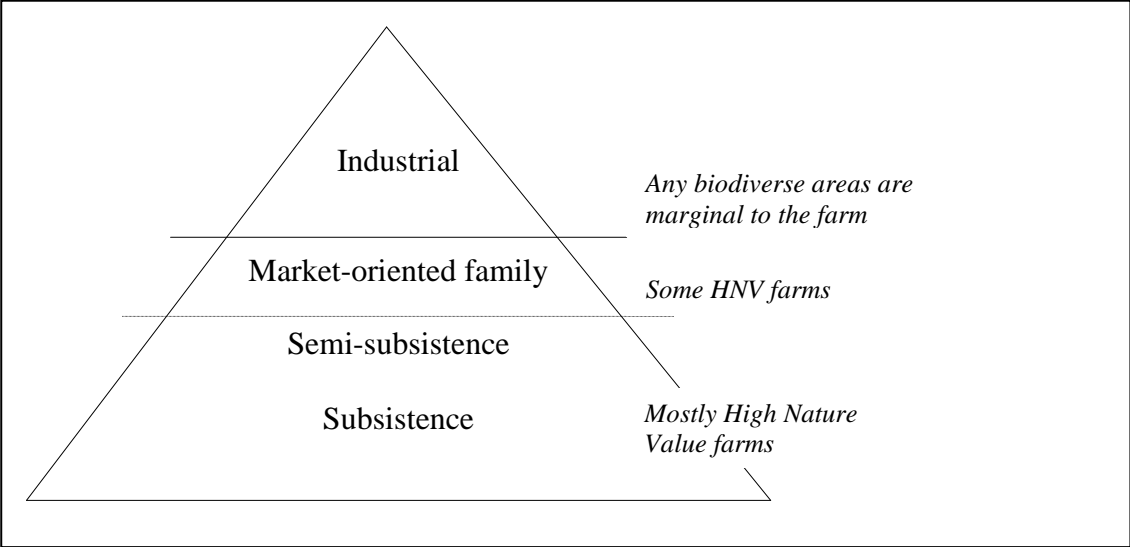 Industrial
Any biodiverse areas are
marginal to the farm
Market-oriented family
Some HNV farms
Semi-subsistence
Subsistence
Mostly High Nature
Value farms